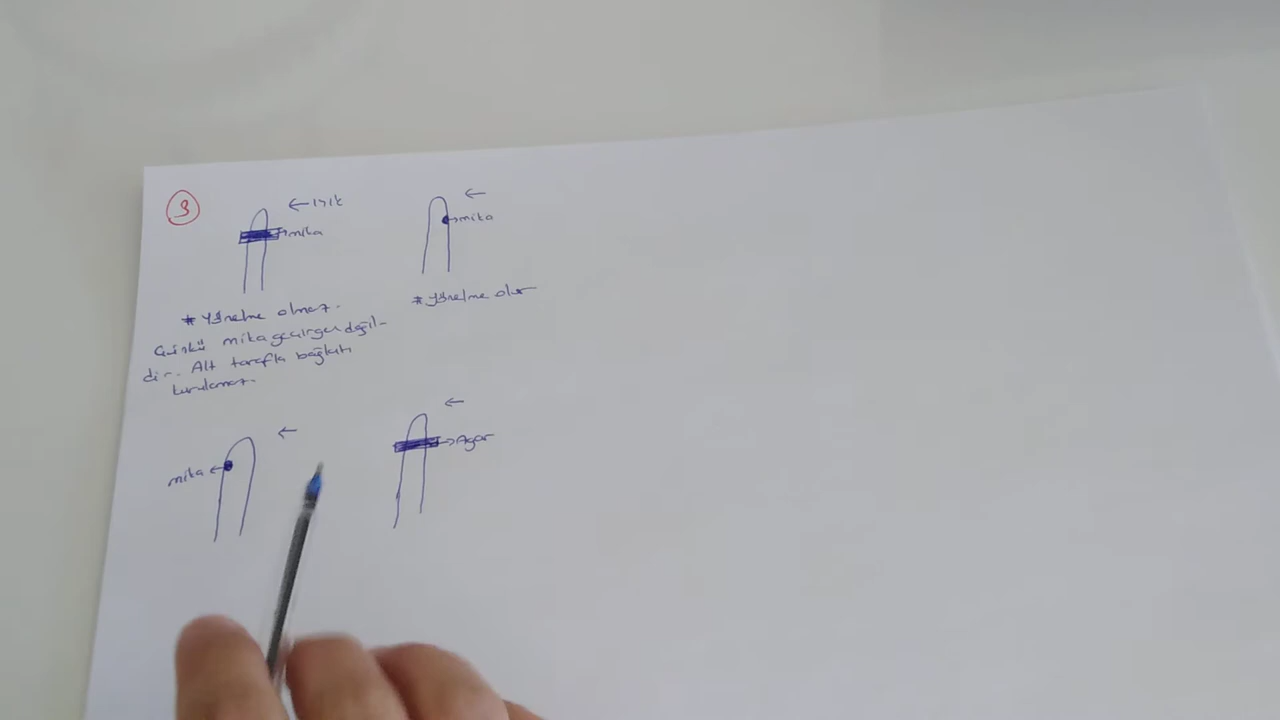 3
← Işık
mika
←
mika
* Yönelme olmaz.
Çünkü mika geçirgen değil-
dir. Alt tarafla bağlantı
kurulamaz.
* Yönelme olur
←
mika
←
Agar